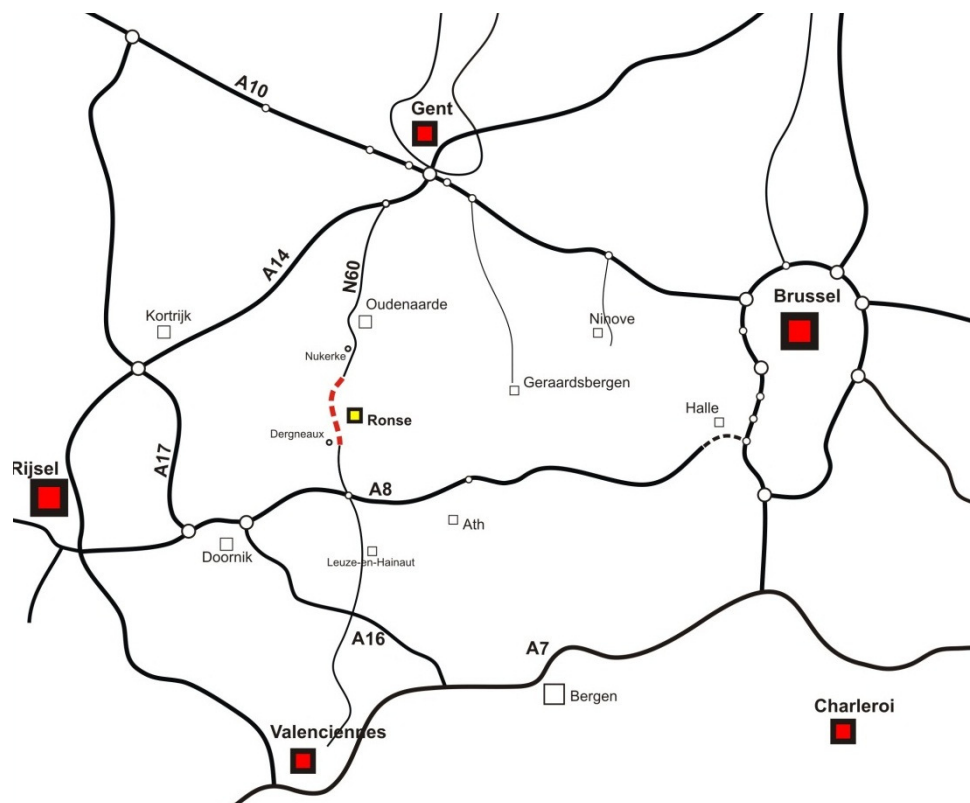 A10
Gent
A14
N60
Oudenaarde
Kortrijk
Brussel
Ninove
Nukerke
Geraardsbergen
Halle
Ronse
Dergneaux
A17
Rijsel
A8
Ath
Doornik
Leuze-en-Hainaut
A16
A7
Bergen
Valenciennes
Charleroi